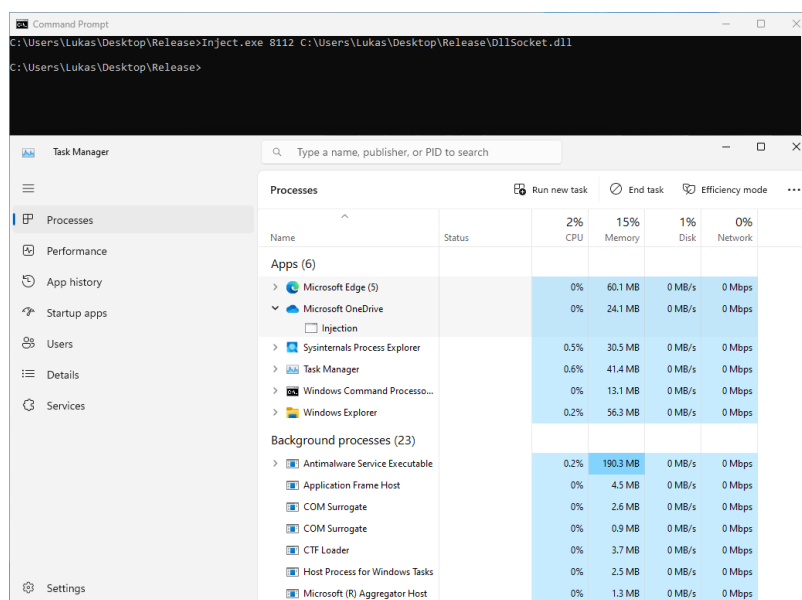 Command Prompt
C:\Users\Lukas\Desktop\Release>Inject.exe 8112 C:\Users\Lukas\Desktop\Release\DllSocket.dll
C:\Users\Lukas\Desktop\Release>
Task Manager
Type a name, publisher, or PID to search
Processes Run new task End task Efficiency mode
Processes
Performance
App history
Startup apps
Users
Details
Services
Settings
2% 15% 1% 0%
Name Status CPU Memory Disk Network
Apps (6)
Microsoft Edge (5) 0% 60.1 MB 0 MB/s 0 Mbps
Microsoft OneDrive 0% 24.1 MB 0 MB/s 0 Mbps
Injection
Sysinternals Process Explorer 0.5% 30.5 MB 0 MB/s 0 Mbps
Task Manager 0.6% 41.4 MB 0 MB/s 0 Mbps
Windows Command Processo... 0% 13.1 MB 0 MB/s 0 Mbps
Windows Explorer 0.2% 56.3 MB 0 MB/s 0 Mbps
Background processes (23)
Antimalware Service Executable 0.2% 190.3 MB 0 MB/s 0 Mbps
Application Frame Host 0% 4.5 MB 0 MB/s 0 Mbps
COM Surrogate 0% 2.6 MB 0 MB/s 0 Mbps
COM Surrogate 0% 0.9 MB 0 MB/s 0 Mbps
CTF Loader 0% 3.7 MB 0 MB/s 0 Mbps
Host Process for Windows Tasks 0% 2.5 MB 0 MB/s 0 Mbps
Microsoft (R) Aggregator Host 0% 1.3 MB 0 MB/s 0 Mbps